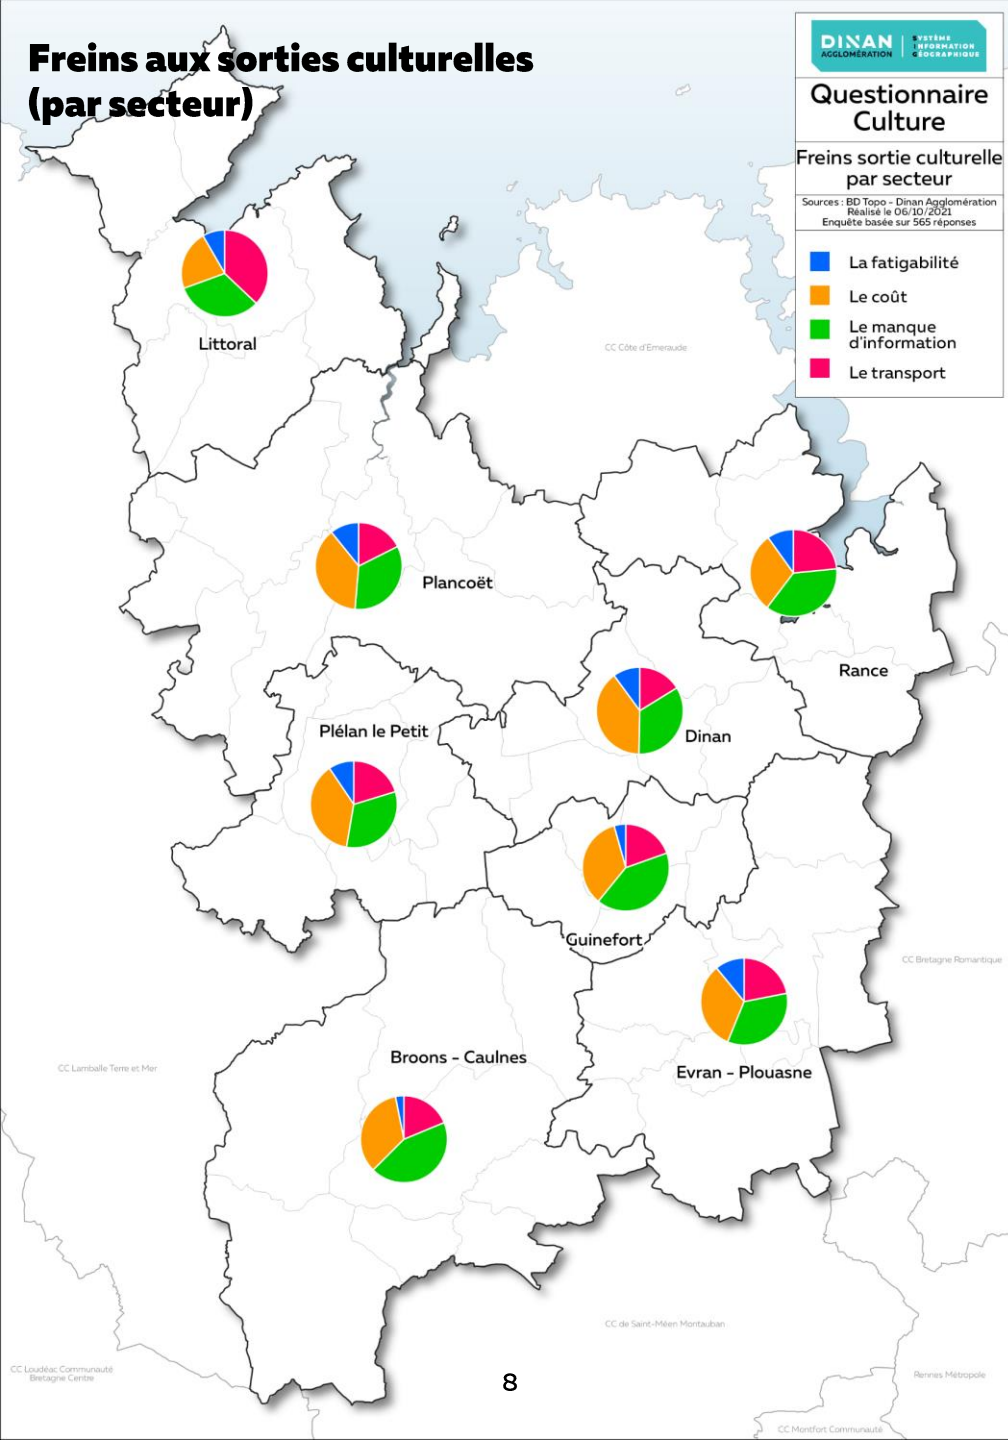 Freins aux sorties culturelles
(par secteur)
DINAN
AGGLOMÉRATION
SYSTÈME
INFORMATION
GÉOGRAPHIQUE
Questionnaire
Culture
Freins sortie culturelle
par secteur
Sources : BD Topo - Dinan Agglomération
Réalisé le 06/10/2021
Enquête basée sur 565 réponses
La fatigabilité
Le coût
Le manque
d'information
Le transport
Littoral
CC Côte d'Emeraude
Plancoët
Rance
Plélan le Petit
Dinan
Guinefort
CC Bretagne Romantique
Broons - Caulnes
Evran - Plouasne
CC Lamballe Terre et Mer
CC de Saint-Méen Montauban
CC Loudéac Communauté
Bretagne Centre
Rennes Métropole
8
CC Montfort Communauté